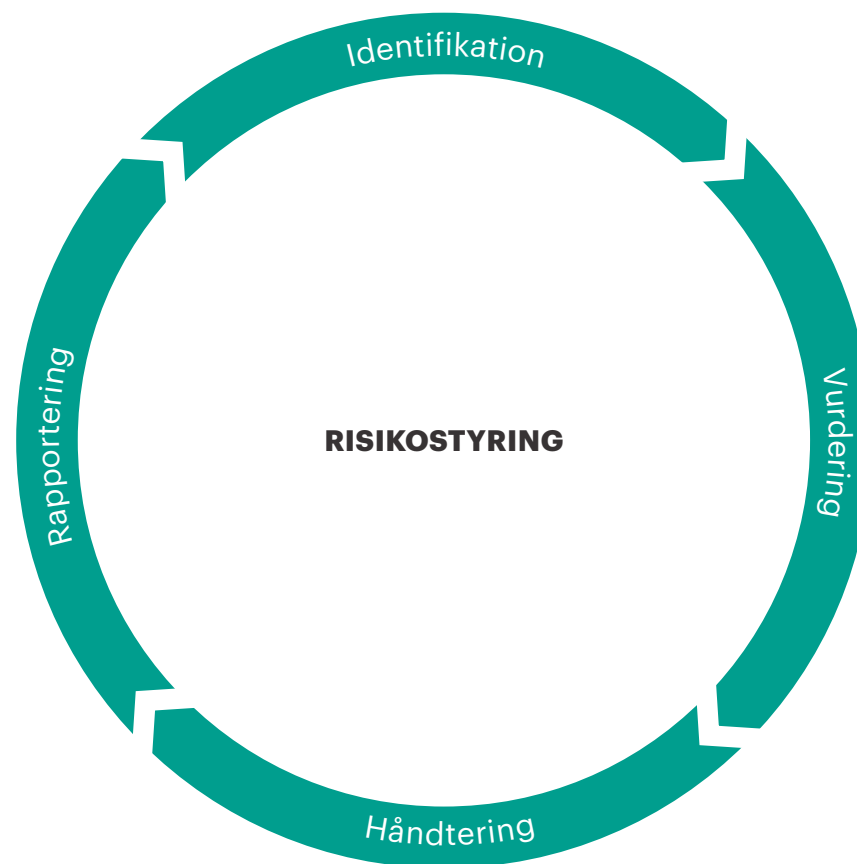 Identifikation
Vurdering
RISIKOSTYRING
Rapportering
Håndtering